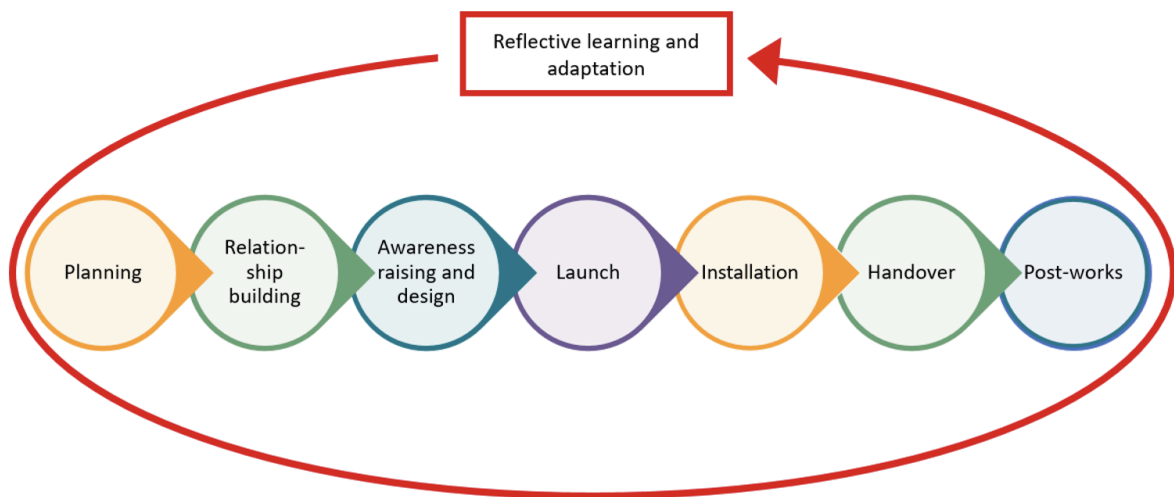 Reflective learning and
adaptation
Planning
Relation-
ship
building
Awareness
raising and
design
Launch
Installation
Handover
Post-works